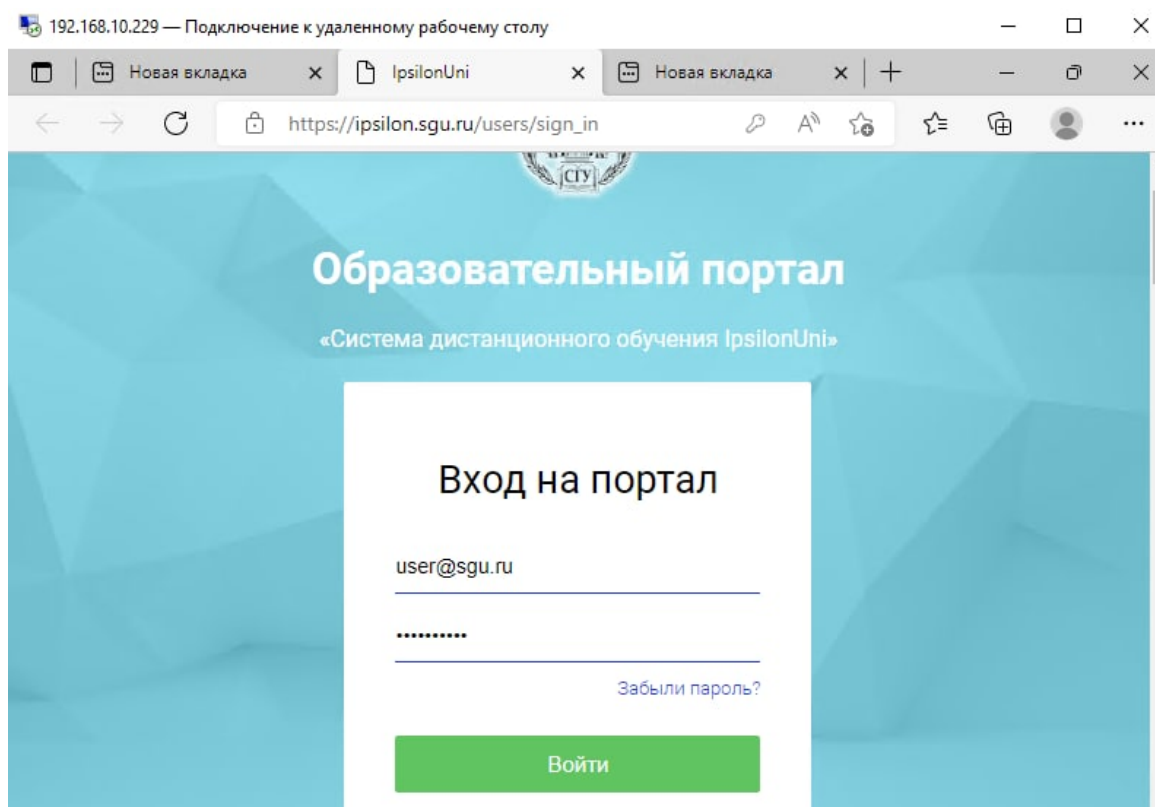 192.168.10.229 — Подключение к удаленному рабочему столу
Новая вкладка
IpsilonUni
Новая вкладка
https://ipsilon.sgu.ru/users/sign_in
СГУ
Образовательный портал
«Система дистанционного обучения IpsilonUni»
Вход на портал
user@sgu.ru
••••••••••
Забыли пароль?
Войти